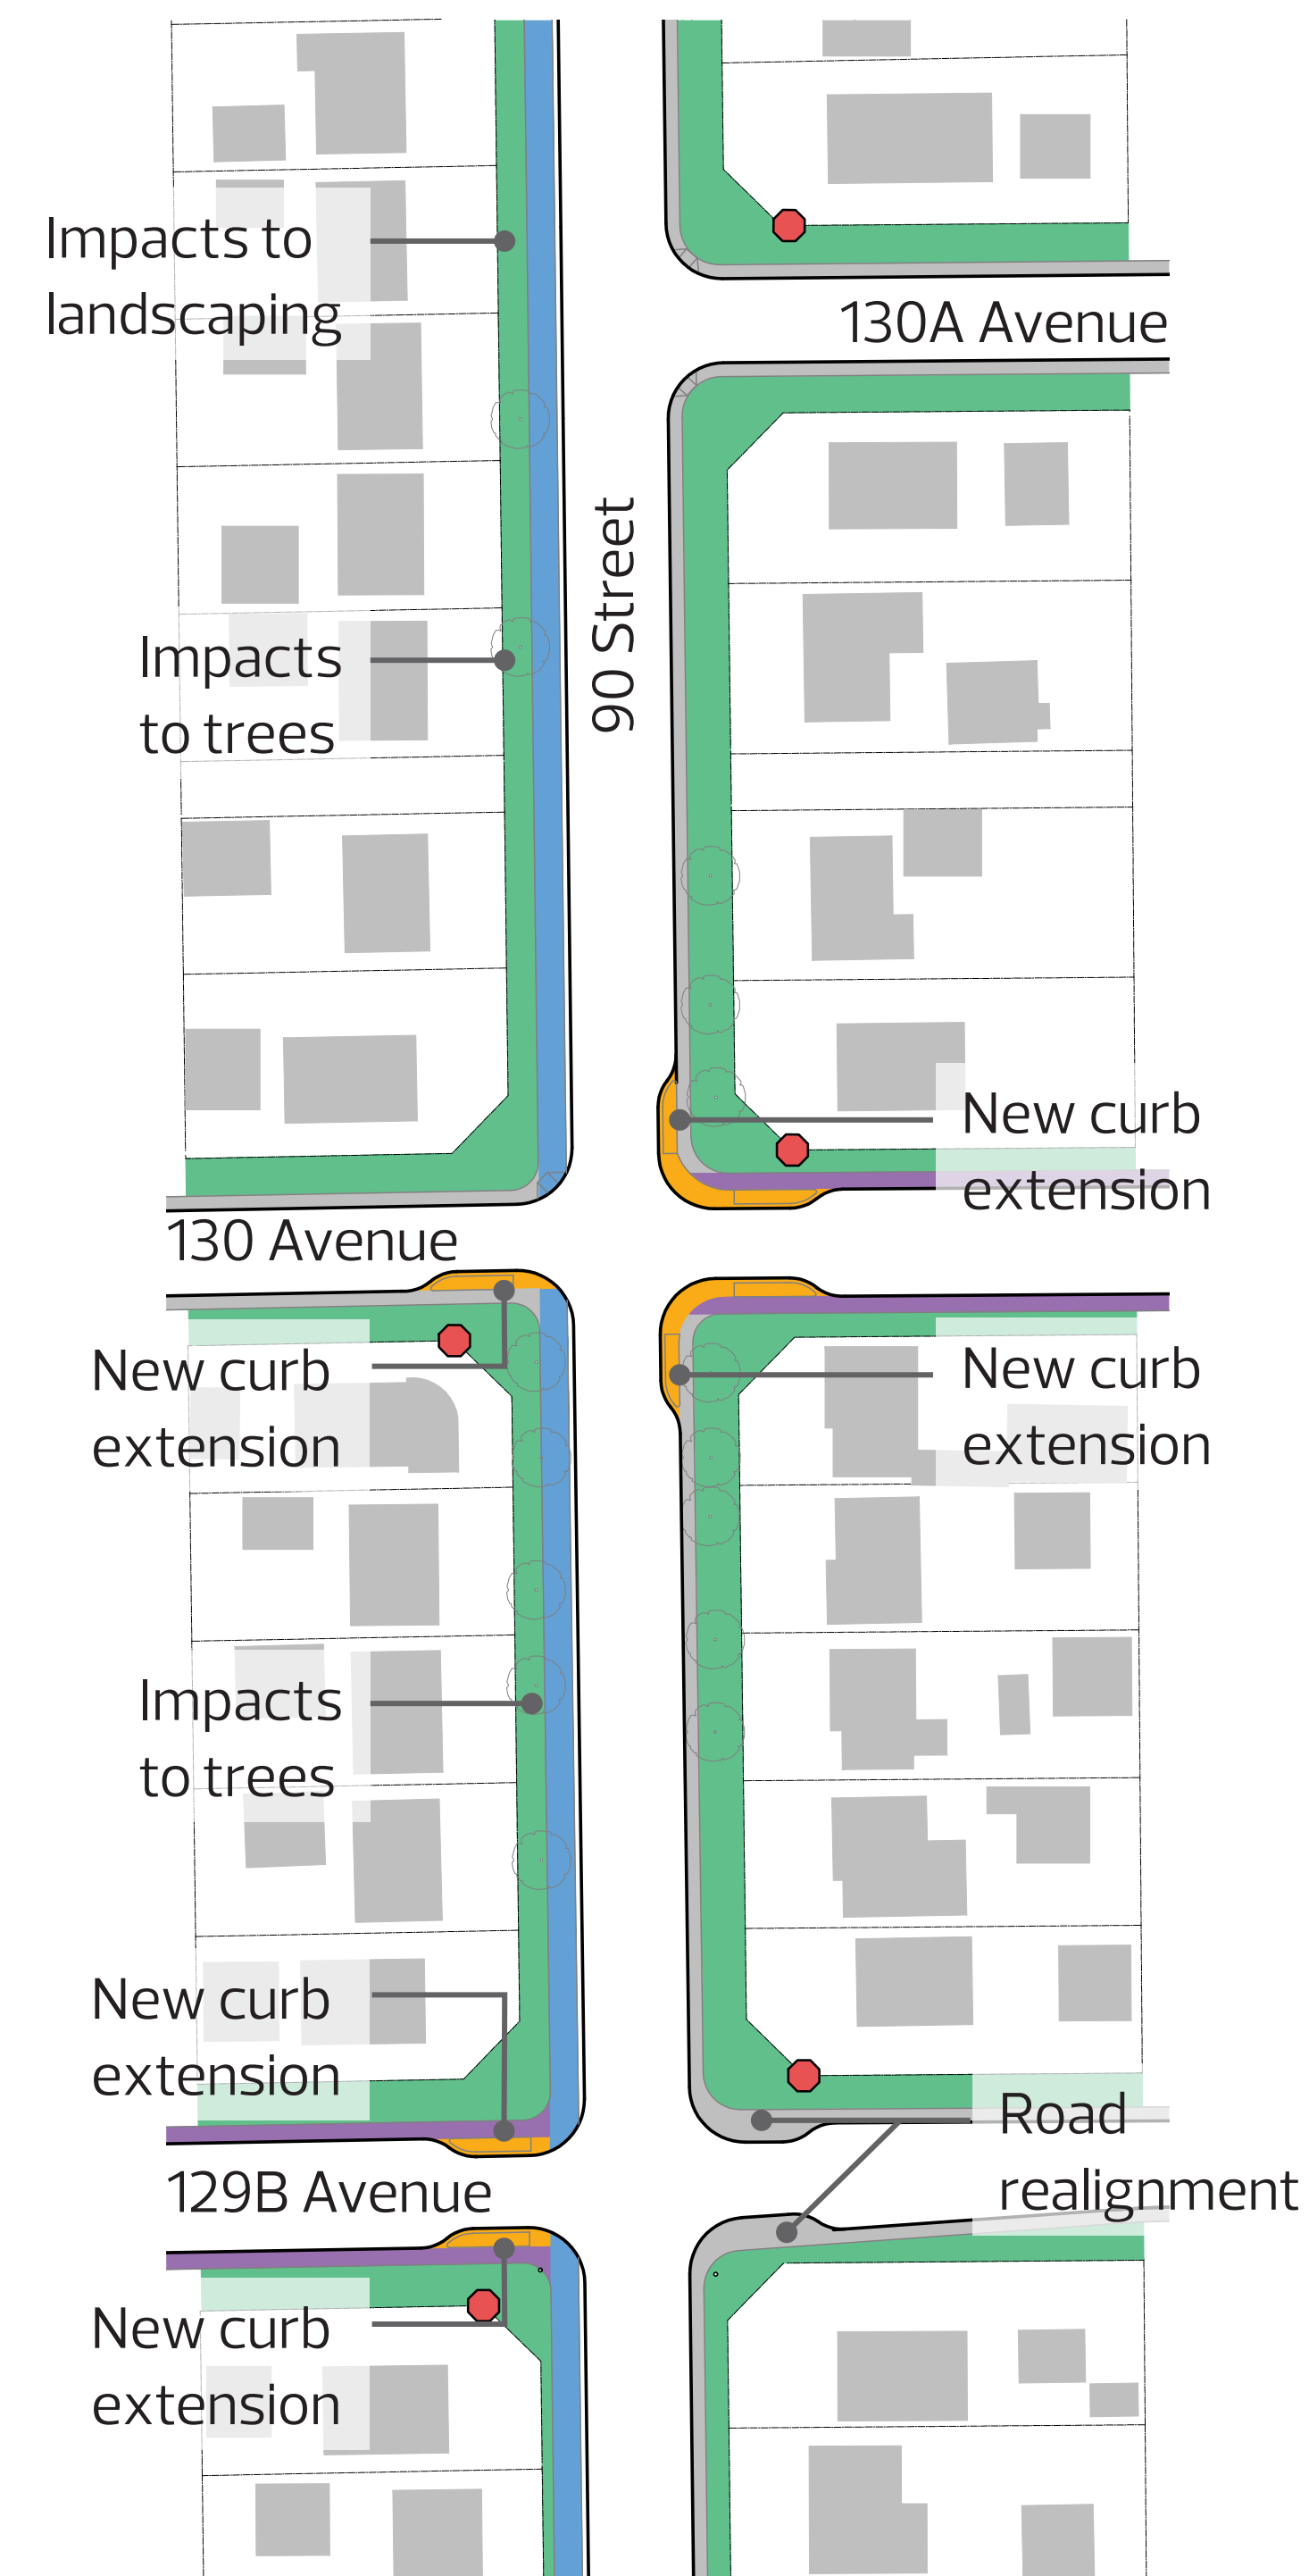 Impacts to
landscaping
130A Avenue
90 Street
Impacts
to trees
New curb
extension
130 Avenue
New curb
extension
New curb
extension
Impacts
to trees
New curb
extension
Road
realignment
129B Avenue
New curb
extension